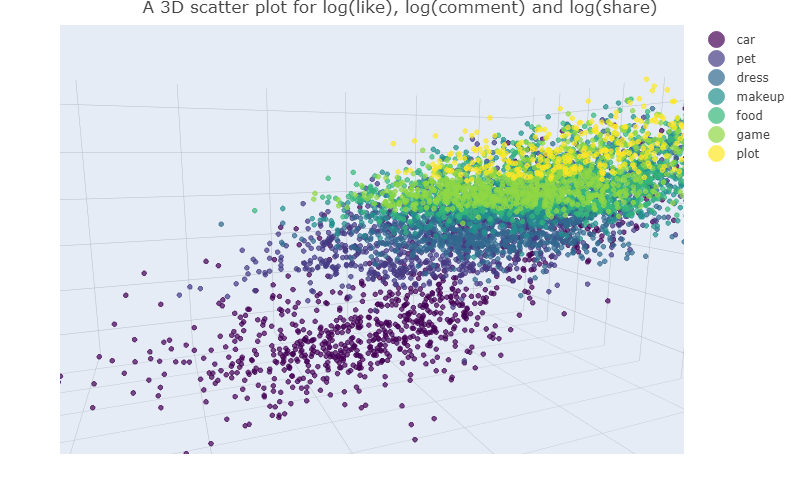 A 3D scatter plot for log(like), log(comment) and log(share)
car
pet
dress
makeup
food
game
plot